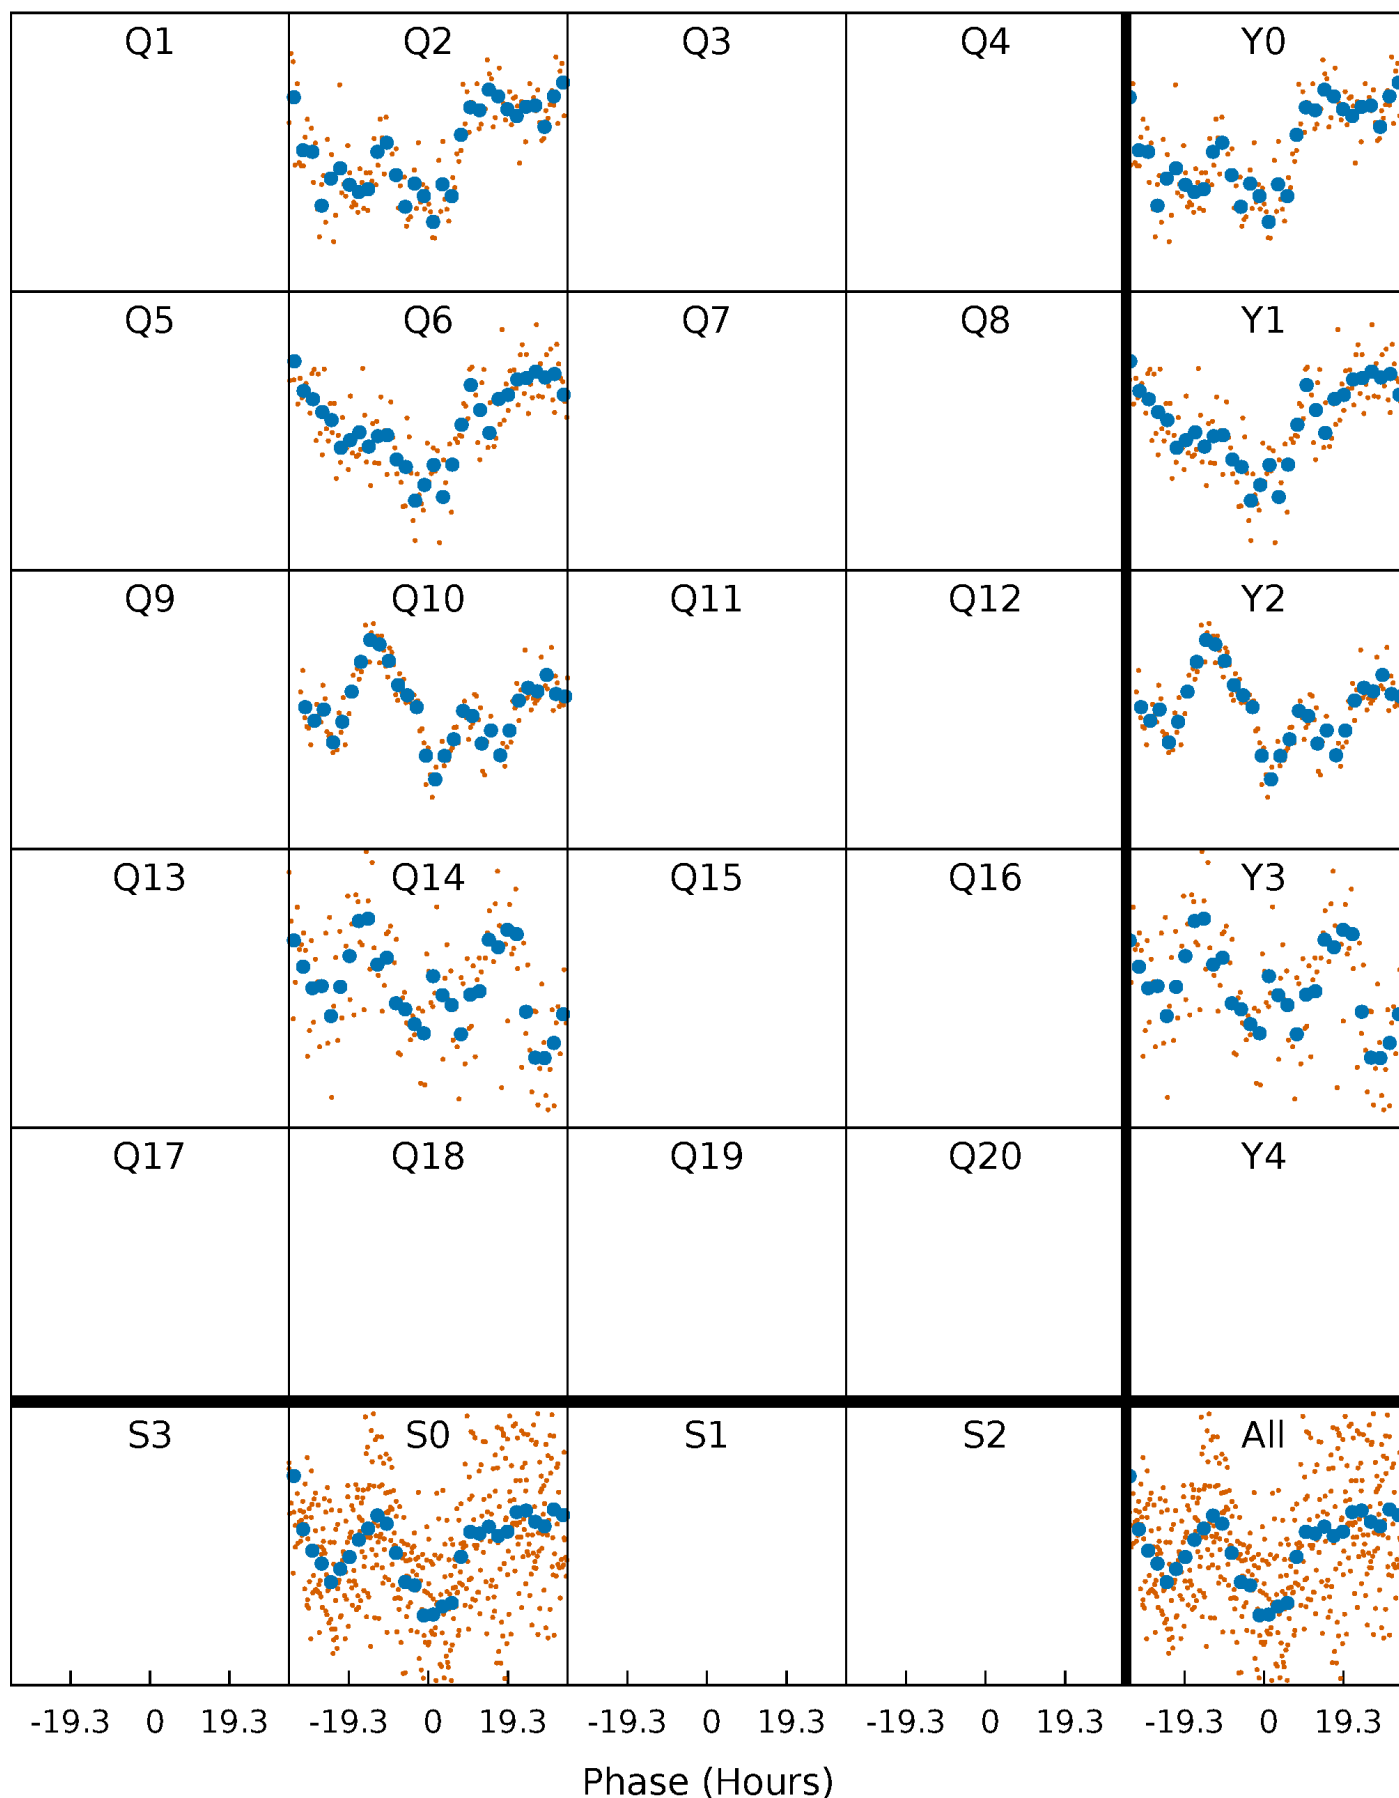 Q1 Q2 Q3 Q4 Y0
Q5 Q6 Q7 Q8 Y1
Q9 Q10 Q11 Q12 Y2
Q13 Q14 Q15 Q16 Y3
Q17 Q18 Q19 Q20 Y4
S3 S0 S1 S2 All
-19.3 0 19.3 -19.3 0 19.3 -19.3 0 19.3 -19.3 0 19.3 -19.3 0 19.3
Phase (Hours)